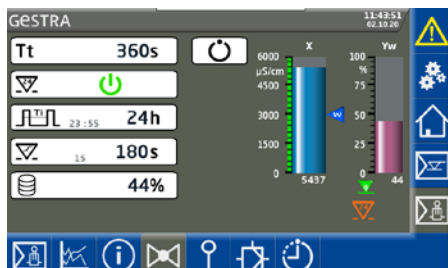 GESTRA
11:43:51
02.10.20
Tt 360s
Ti 23:55 24h
15 180s
44%
X Yw
6000 100
µS/cm %
4500 75
3000 W 50
1500 25
0 0
5437 44